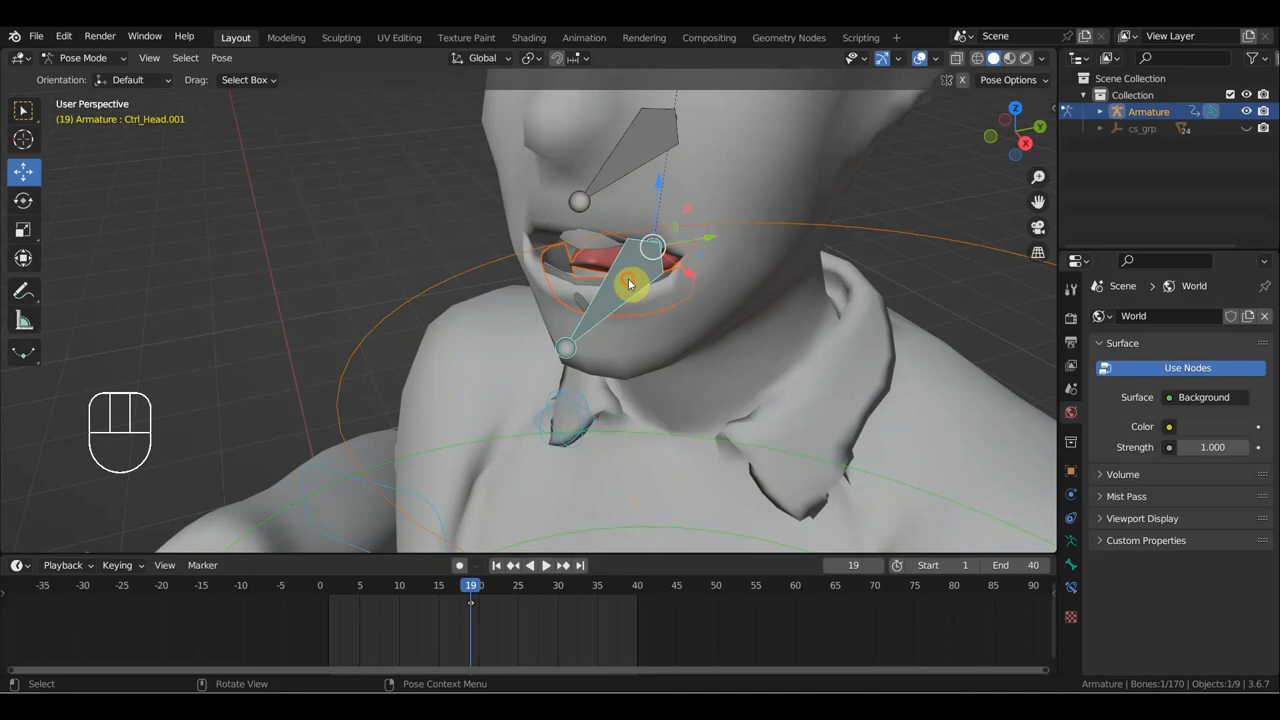 File Edit Render Window Help Layout Modeling Sculpting UV Editing Texture Paint Shading Animation Rendering Compositing Geometry Nodes Scripting + Scene View Layer
Pose Mode View Select Pose Global
Orientation: Default Drag: Select Box X Pose Options
User Perspective
(19) Armature : Ctrl_Head.001
Z
Y
X
Scene Collection
Collection
Armature
cs_grp 24
Scene World
World
Surface
Use Nodes
Surface Background
Color
Strength 1.000
Volume
Mist Pass
Viewport Display
Custom Properties
Playback Keying View Marker 19 Start 1 End 40
-35 -30 -25 -20 -15 -10 -5 0 5 10 15 19 25 30 35 40 45 50 55 60 65 70 75 80 85 90
Select Rotate View Pose Context Menu Armature | Bones:1/170 | Objects:1/9 | 3.6.7